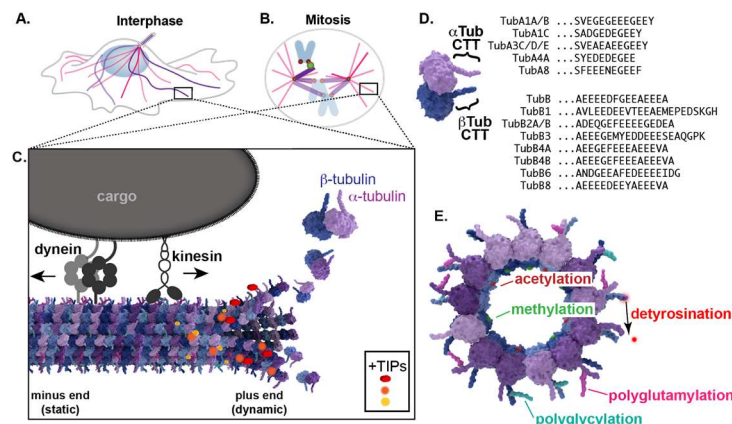 A.
Interphase
B.
Mitosis
C.
cargo
dynein
kinesin
β-tubulin
α-tubulin
minus end
(static)
plus end
(dynamic)
+TIPs
D.
αTub
CTT
βTub
CTT
TubA1A/B ...SVEGEGEEEGEEY
TubA1C ...SADGEDEGEEY
TubA3C/D/E ...SVEAEAEEGEEY
TubA4A ...SYEDEDEGEE
TubA8 ...SFEEENEGEEF
TubB ...AEEEEDFGEEAEEEA
TubB1 ...AVLEEDEEVTEEAEMEPEDSKGH
TubB2A/B ...ADEQGEFEEEEGEDEA
TubB3 ...AEEEGEMYEDDEEESEAQGPK
TubB4A ...AEEGEFEEEAEEEVA
TubB4B ...AEEGEFEEEAEEEVA
TubB6 ...ANDGEEAFEDEEEEIDG
TubB8 ...AEEEEDEEYAEEEVA
E.
acetylation
methylation
detyrosination
polyglutamylation
polyglycylation